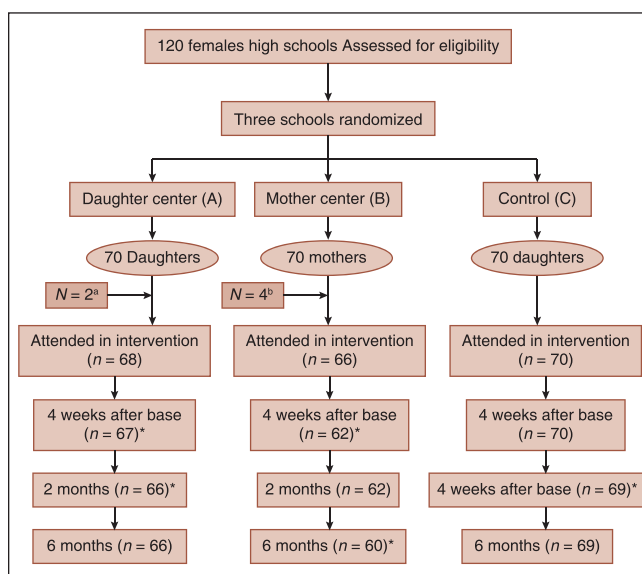 120 females high schools Assessed for eligibility
Three schools randomized
Daughter center (A)
Mother center (B)
Control (C)
70 Daughters
70 mothers
70 daughters
N = 2ᵃ
N = 4ᵇ
Attended in intervention
(n = 68)
Attended in intervention
(n = 66)
Attended in intervention
(n = 70)
4 weeks after base
(n = 67)*
4 weeks after base
(n = 62)*
4 weeks after base
(n = 70)
2 months (n = 66)*
2 months (n = 62)
4 weeks after base (n = 69)*
6 months (n = 66)
6 months (n = 60)*
6 months (n = 69)